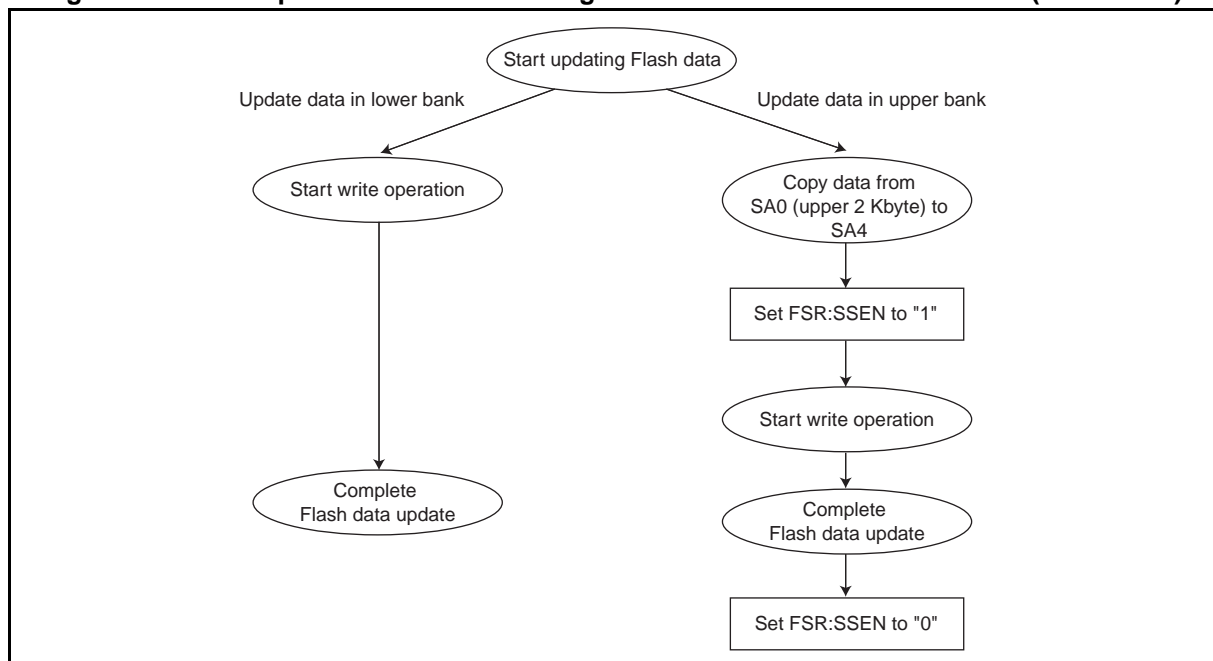 Start updating Flash data
Update data in lower bank
Update data in upper bank
Start write operation
Copy data from
SA0 (upper 2 Kbyte) to
SA4
Set FSR:SSEN to "1"
Start write operation
Complete
Flash data update
Complete
Flash data update
Set FSR:SSEN to "0"